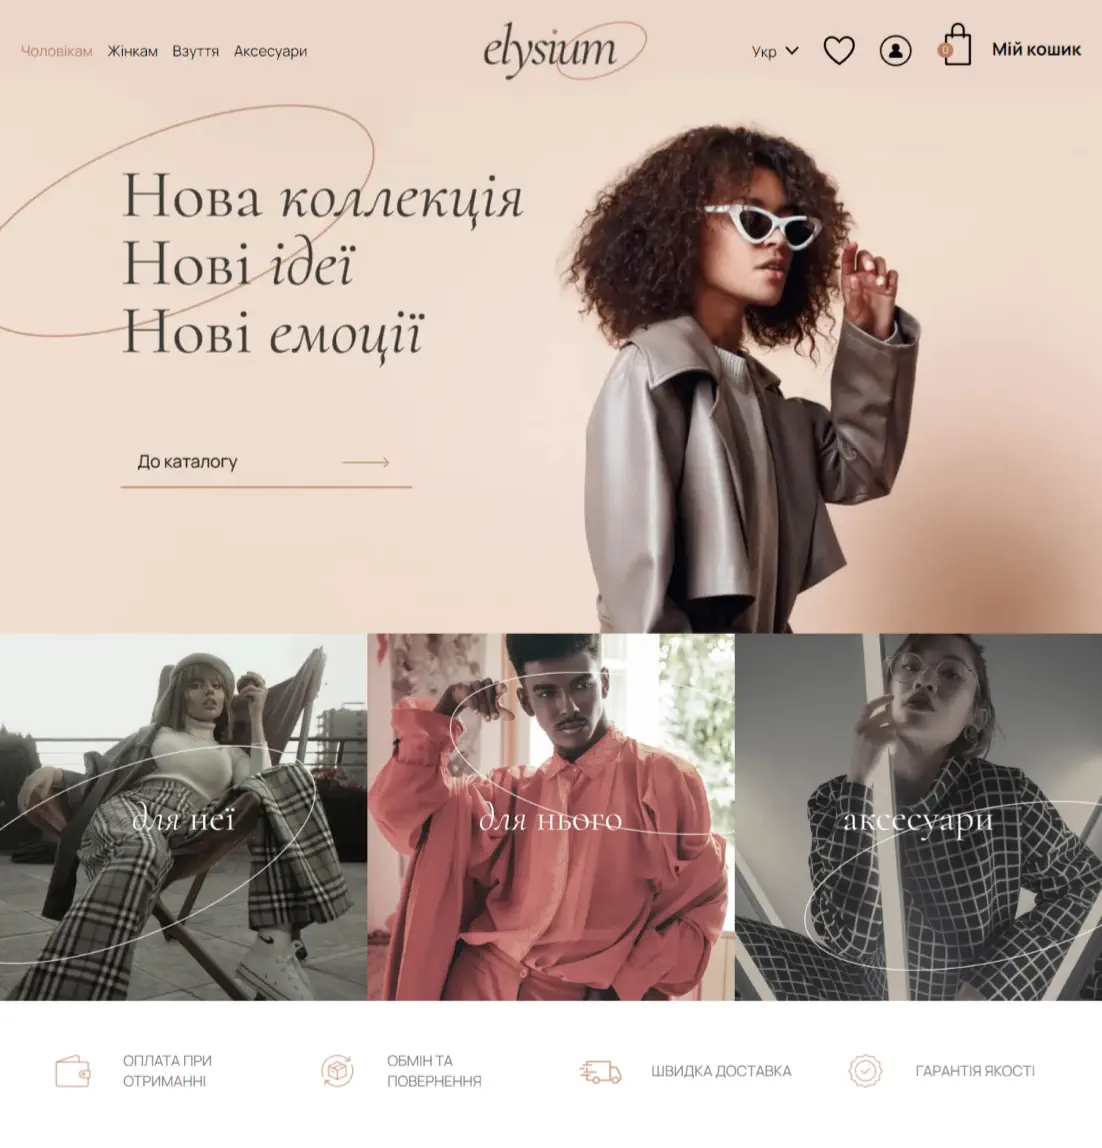 Чоловікам Жінкам Взуття Аксесуари
elysium
Укр
0
Мій кошик
Нова коллекція
Нові ідеї
Нові емоції
До каталогу
для неї
для нього
аксесуари
ОПЛАТА ПРИ
ОТРИМАННІ
ОБМІН ТА
ПОВЕРНЕННЯ
ШВИДКА ДОСТАВКА
ГАРАНТІЯ ЯКОСТІ